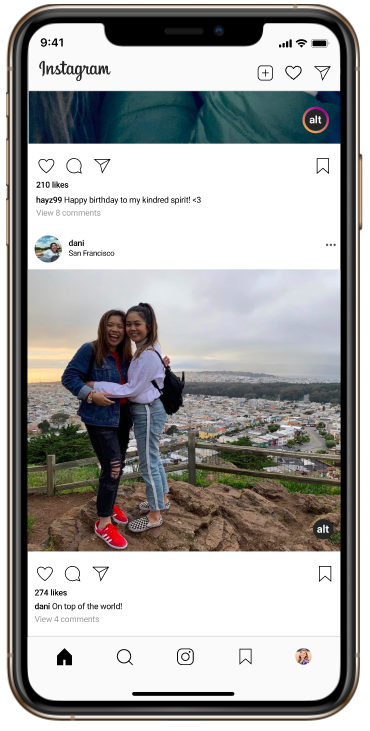 9:41
Instagram
alt
210 likes
hayz99 Happy birthday to my kindred spirit! <3
View 8 comments
dani
San Francisco
alt
274 likes
dani On top of the world!
View 4 comments